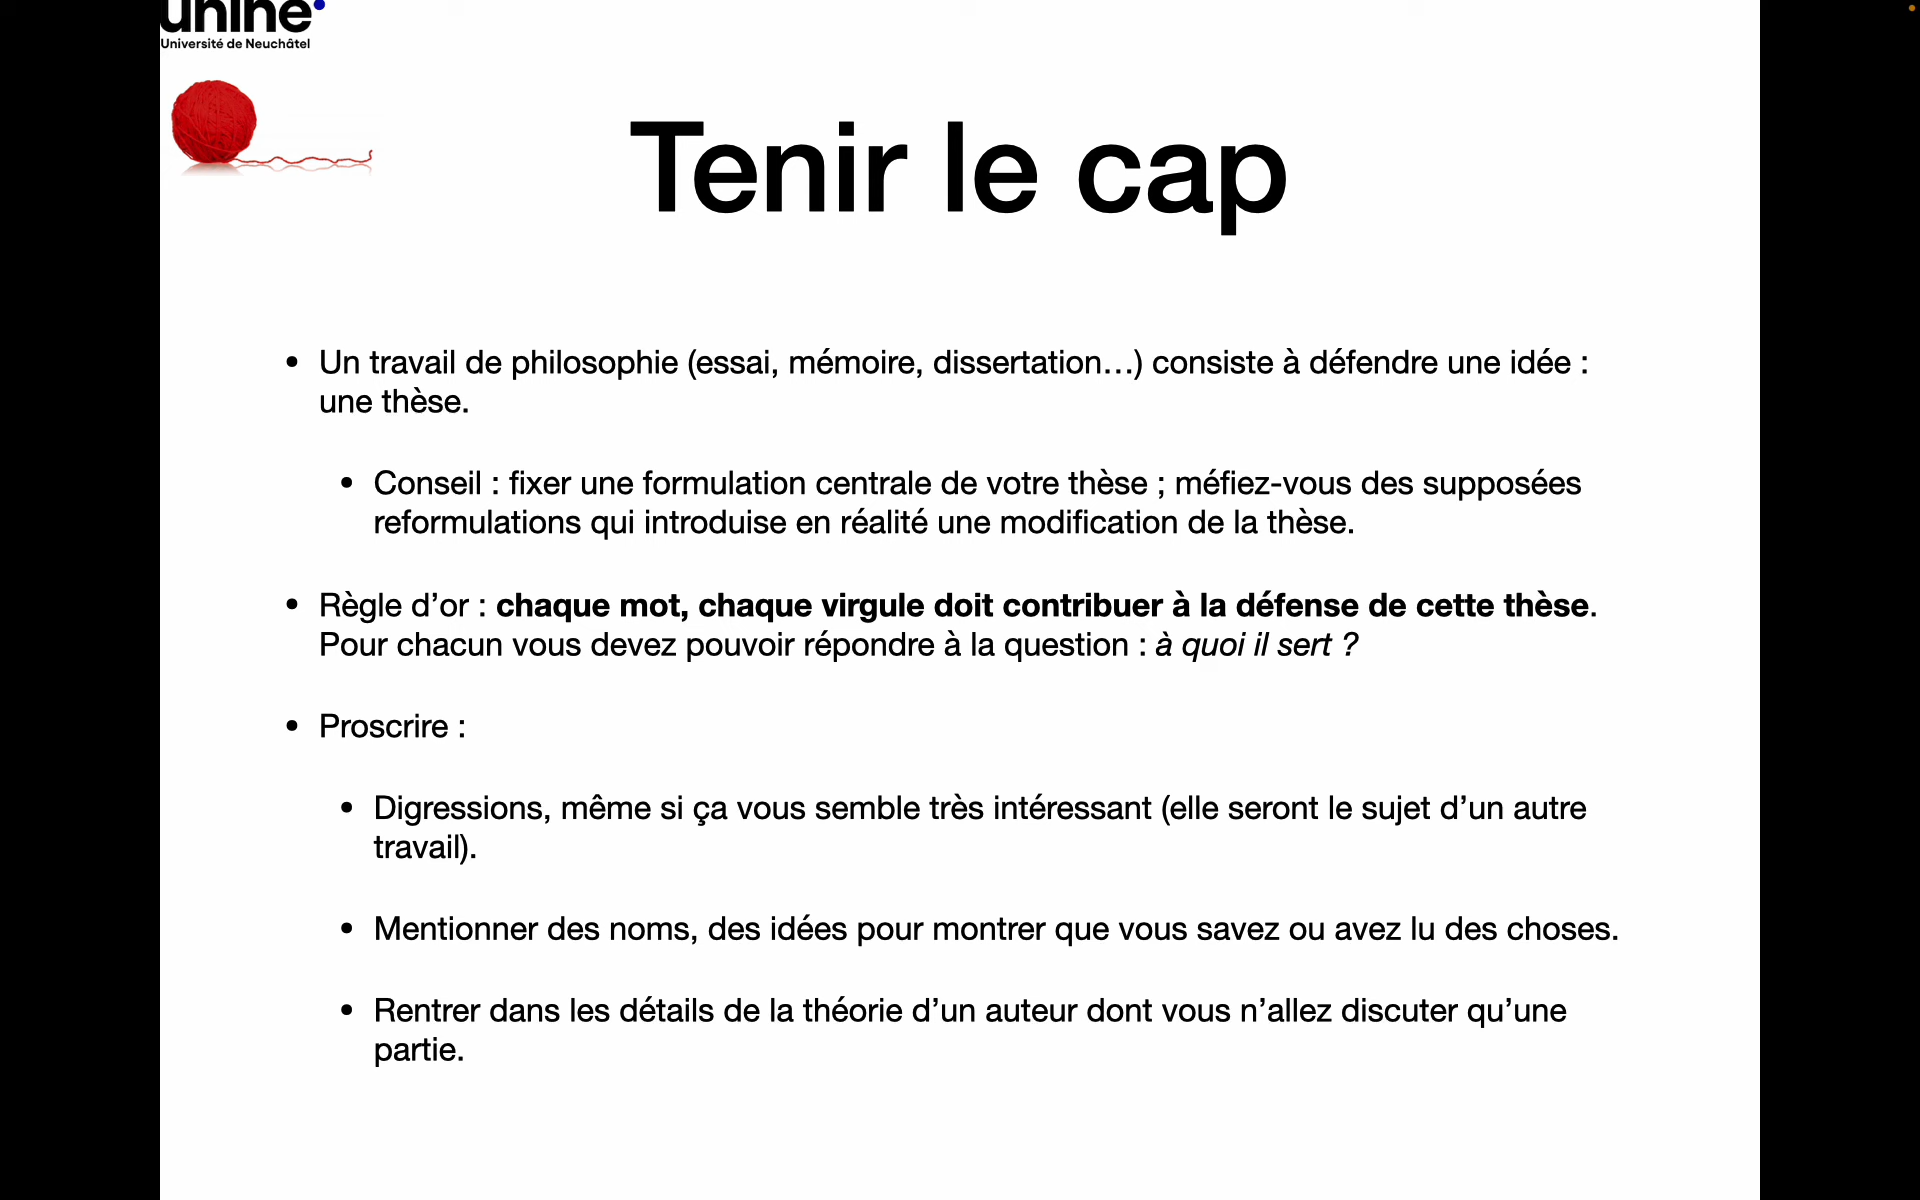 unine
Université de Neuchâtel
Tenir le cap
• Un travail de philosophie (essai, mémoire, dissertation…) consiste à défendre une idée :
une thèse.
• Conseil : fixer une formulation centrale de votre thèse ; méfiez-vous des supposées
reformulations qui introduise en réalité une modification de la thèse.
• Règle d’or : chaque mot, chaque virgule doit contribuer à la défense de cette thèse.
Pour chacun vous devez pouvoir répondre à la question : à quoi il sert ?
• Proscrire :
• Digressions, même si ça vous semble très intéressant (elle seront le sujet d’un autre
travail).
• Mentionner des noms, des idées pour montrer que vous savez ou avez lu des choses.
• Rentrer dans les détails de la théorie d’un auteur dont vous n’allez discuter qu’une
partie.